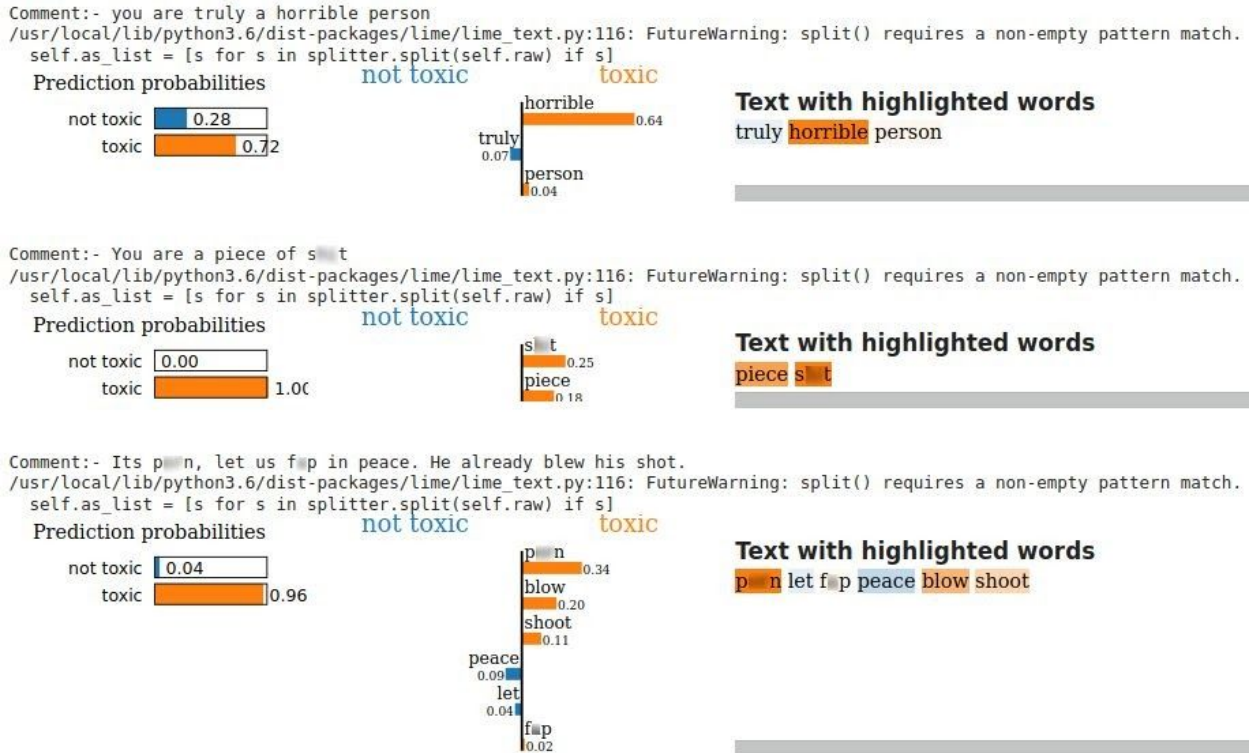 Comment:- you are truly a horrible person
/usr/local/lib/python3.6/dist-packages/lime/lime_text.py:116: FutureWarning: split() requires a non-empty pattern match.
self.as_list = [s for s in splitter.split(self.raw) if s]
Prediction probabilities
not toxic 0.28
toxic 0.72
not toxic toxic
horrible
0.64
truly
0.07
person
0.04
Text with highlighted words
truly horrible person
Comment:- You are a piece of
/usr/local/lib/python3.6/dist-packages/lime/lime_text.py:116: FutureWarning: split() requires a non-empty pattern match.
self.as_list = [s for s in splitter.split(self.raw) if s]
Prediction probabilities
not toxic 0.00
toxic 1.00
not toxic toxic
0.25
piece
0.18
Text with highlighted words
piece
Comment:- Its let us in peace. He already blew his shot.
/usr/local/lib/python3.6/dist-packages/lime/lime_text.py:116: FutureWarning: split() requires a non-empty pattern match.
self.as_list = [s for s in splitter.split(self.raw) if s]
Prediction probabilities
not toxic 0.04
toxic 0.96
not toxic toxic
0.34
blow
0.20
shoot
0.11
peace
0.09
let
0.04
0.02
Text with highlighted words
let peace blow shoot